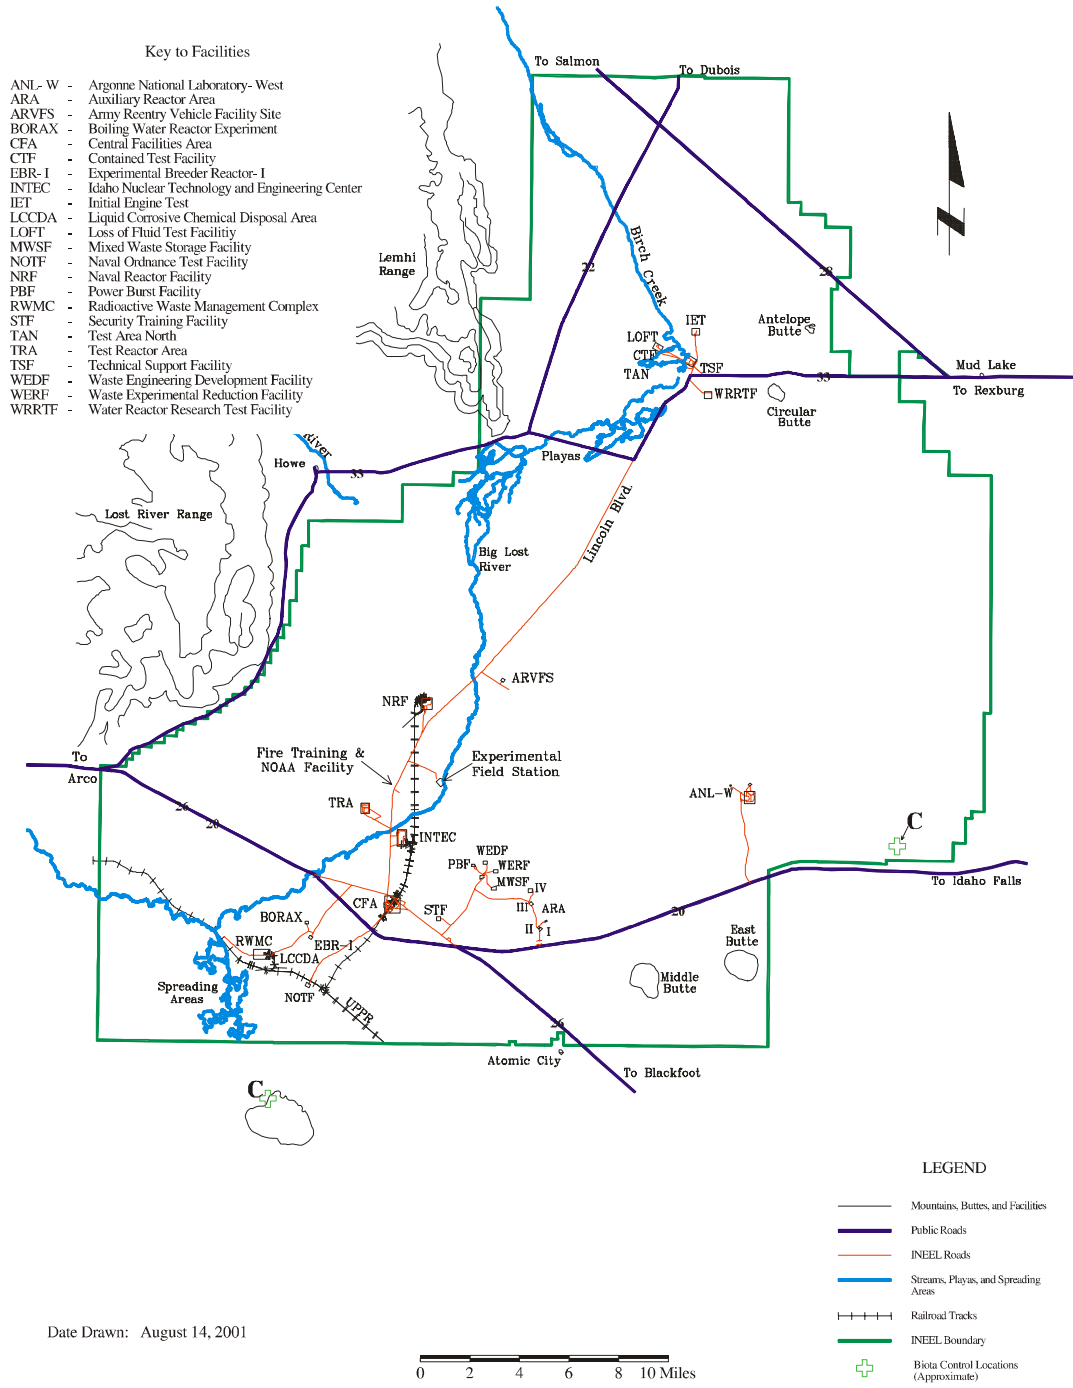 Key to Facilities
ANL- W - Argonne National Laboratory- West
ARA - Auxiliary Reactor Area
ARVFS - Army Reentry Vehicle Facility Site
BORAX - Boiling Water Reactor Experiment
CFA - Central Facilities Area
CTF - Contained Test Facility
EBR- I - Experimental Breeder Reactor- I
INTEC - Idaho Nuclear Technology and Engineering Center
IET - Initial Engine Test
LCCDA - Liquid Corrosive Chemical Disposal Area
LOFT - Loss of Fluid Test Facilitiy
MWSF - Mixed Waste Storage Facility
NOTF - Naval Ordnance Test Facility
NRF - Naval Reactor Facility
PBF - Power Burst Facility
RWMC - Radioactive Waste Management Complex
STF - Security Training Facility
TAN - Test Area North
TRA - Test Reactor Area
TSF - Technical Support Facility
WEDF - Waste Engineering Development Facility
WERF - Waste Experimental Reduction Facility
WRRTF - Water Reactor Research Test Facility
To Salmon
To Dubois
N
Birch Creek
22
28
Lemhi
Range
Antelope
Butte
IET
LOFT
CTF
TAN
TSF
WRRTF
33
Mud Lake
To Rexburg
Circular
Butte
River
Howe
33
Playas
Lincoln Blvd.
Lost River Range
Big Lost
River
ARVFS
NRF
Fire Training &
NOAA Facility
Experimental
Field Station
To
Arco
26
20
TRA
INTEC
ANL-W
C
WEDF
PBF
WERF
MWSF
IV
III
ARA
II
I
To Idaho Falls
20
CFA
STF
BORAX
EBR-I
RWMC
LCCDA
NOTF
UPPR
Spreading
Areas
East
Butte
Middle
Butte
26
Atomic City
To Blackfoot
C
LEGEND
Mountains, Buttes, and Facilities
Public Roads
INEEL Roads
Streams, Playas, and Spreading
Areas
Railroad Tracks
INEEL Boundary
Biota Control Locations
(Approximate)
Date Drawn: August 14, 2001
0 2 4 6 8 10 Miles